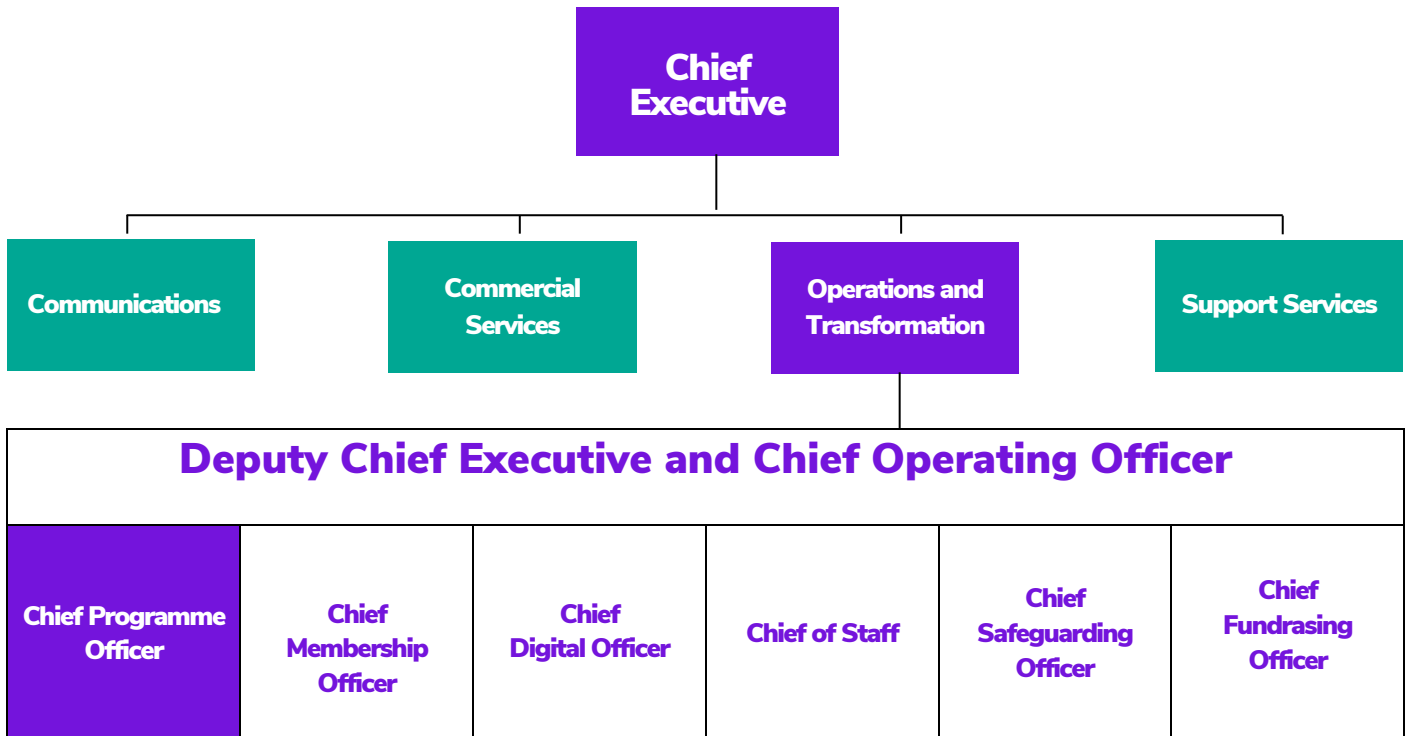 Chief
Executive
Communications
Commercial
Services
Operations and
Transformation
Support Services
Deputy Chief Executive and Chief Operating Officer
Chief Programme
Officer
Chief
Membership
Officer
Chief
Digital Officer
Chief of Staff
Chief
Safeguarding
Officer
Chief
Fundrasing
Officer